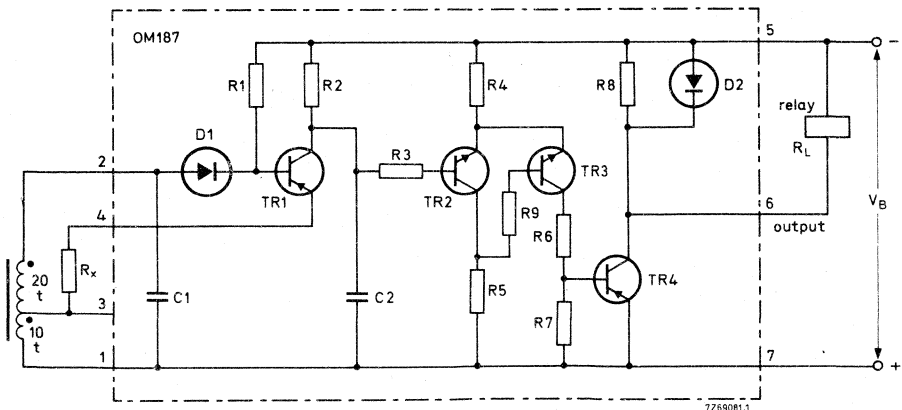 OM187
5
-
R1
R2
R4
R8
D2
relay
R_L
D1
2
R3
TR1
TR2
TR3
R9
6
output
V_B
4
R6
R_x
20
t
C1
C2
R5
TR4
3
10
t
R7
1
7
+
7Z69081.1